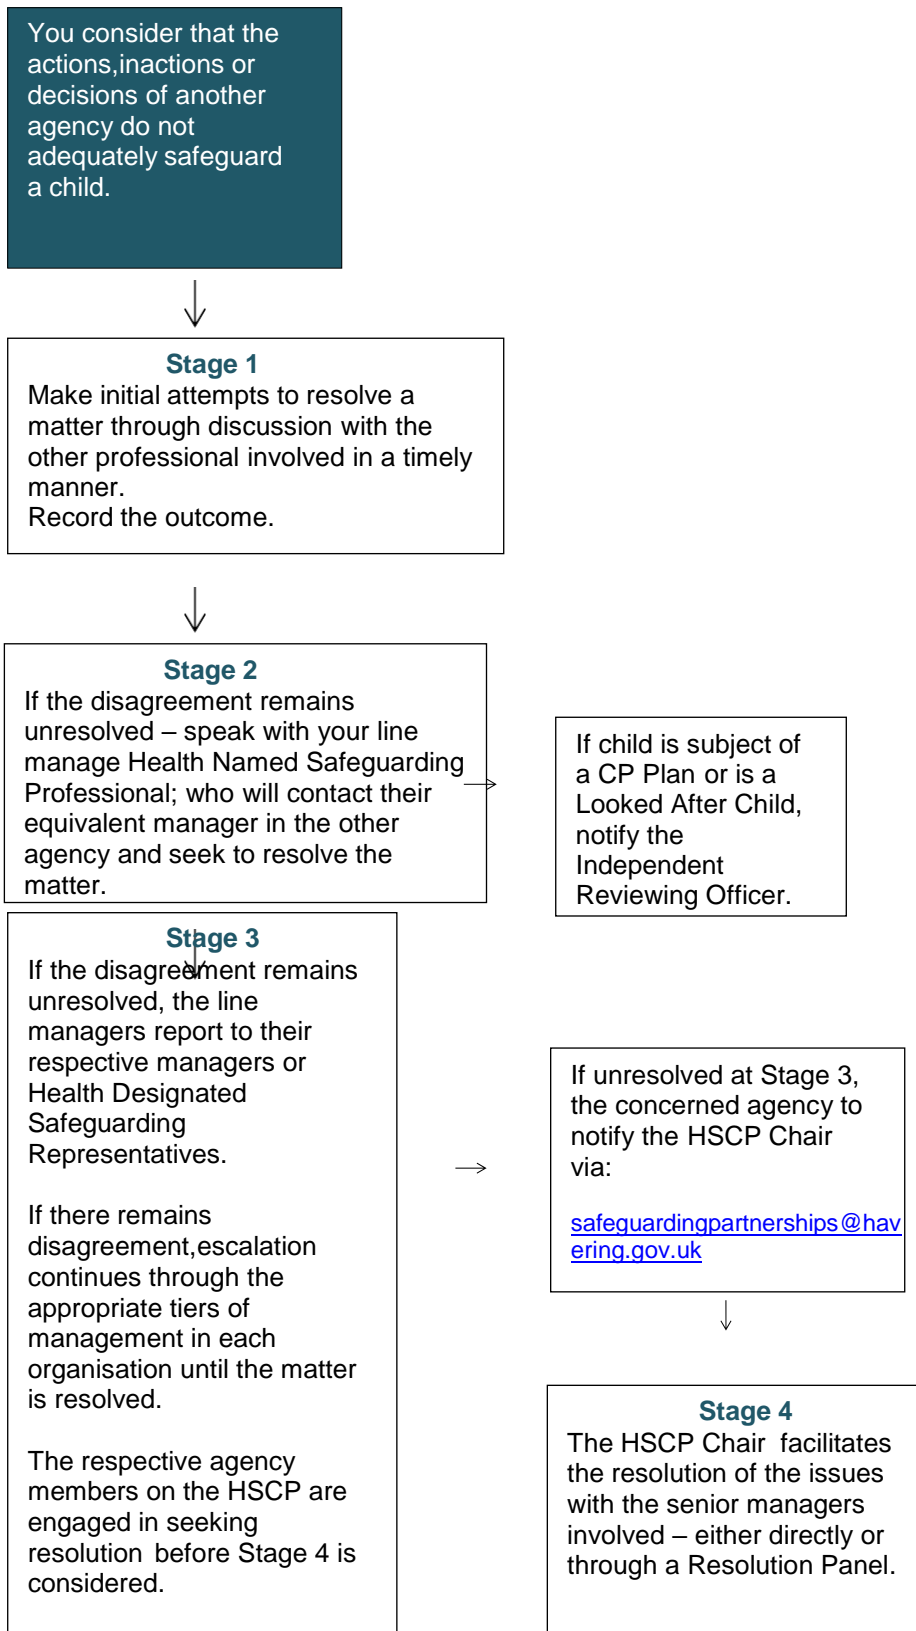 You consider that the
actions,inactions or
decisions of another
agency do not
adequately safeguard
a child.
Stage 1
Make initial attempts to resolve a
matter through discussion with the
other professional involved in a timely
manner.
Record the outcome.
Stage 2
If the disagreement remains
unresolved – speak with your line
manage Health Named Safeguarding
Professional; who will contact their
equivalent manager in the other
agency and seek to resolve the
matter.
If child is subject of
a CP Plan or is a
Looked After Child,
notify the
Independent
Reviewing Officer.
Stage 3
If the disagreement remains
unresolved, the line
managers report to their
respective managers or
Health Designated
Safeguarding
Representatives.
If there remains
disagreement,escalation
continues through the
appropriate tiers of
management in each
organisation until the matter
is resolved.
The respective agency
members on the HSCP are
engaged in seeking
resolution before Stage 4 is
considered.
If unresolved at Stage 3,
the concerned agency to
notify the HSCP Chair
via:
safeguardingpartnerships@hav
ering.gov.uk
Stage 4
The HSCP Chair facilitates
the resolution of the issues
with the senior managers
involved – either directly or
through a Resolution Panel.